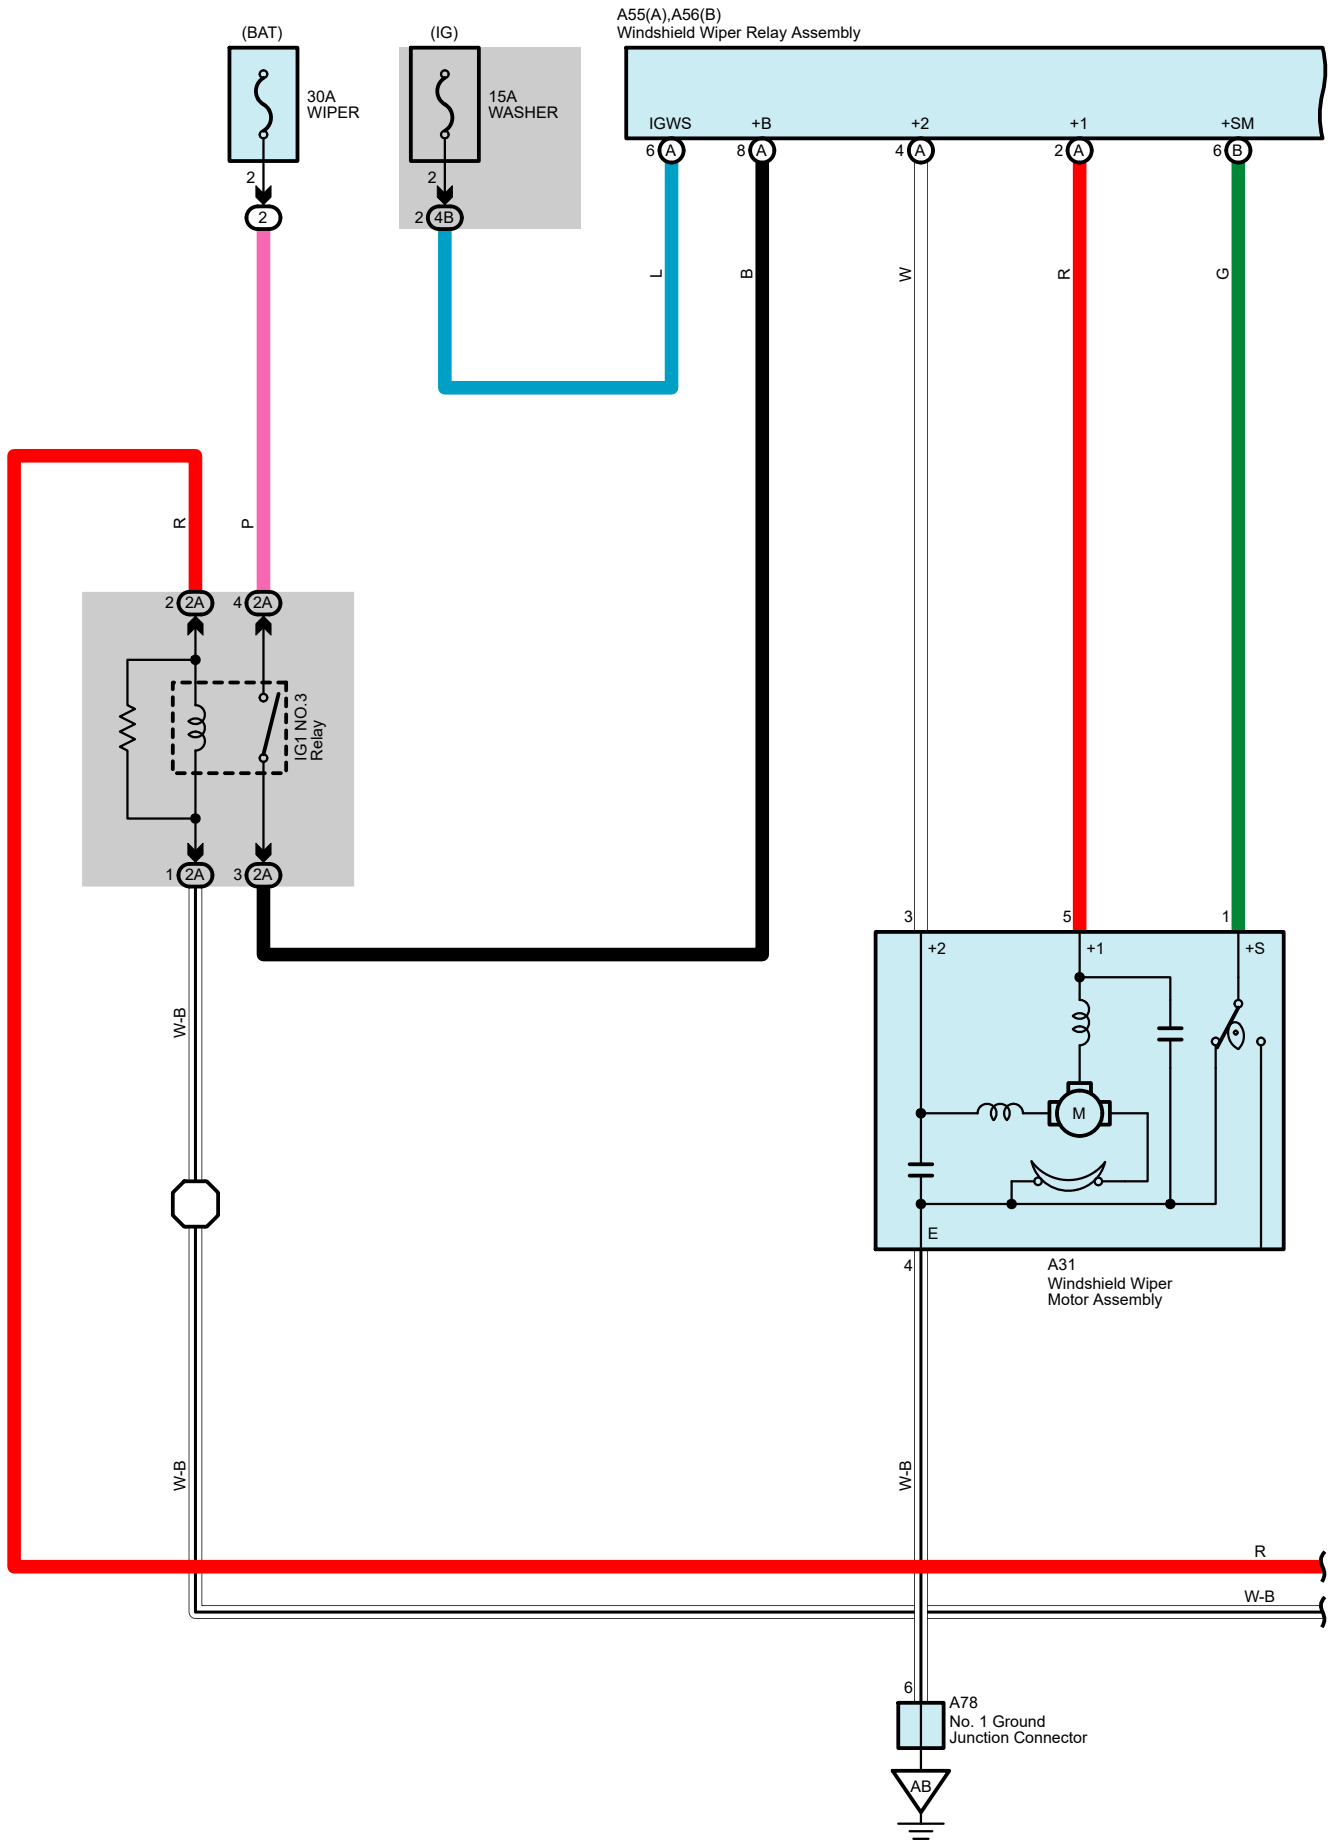 (BAT)
(IG)
A55(A),A56(B)
Windshield Wiper Relay Assembly
30A
WIPER
15A
WASHER
IGWS
+B
+2
+1
+SM
6 A
8 A
4 A
2 A
6 B
2
2
2
2 4B
L
B
W
R
G
R
P
2 2A
4 2A
IG1 NO.3
Relay
1 2A
3 2A
3
5
1
+2
+1
+S
W-B
M
E
4
A31
Windshield Wiper
Motor Assembly
W-B
W-B
R
W-B
6
A78
No. 1 Ground
Junction Connector
AB